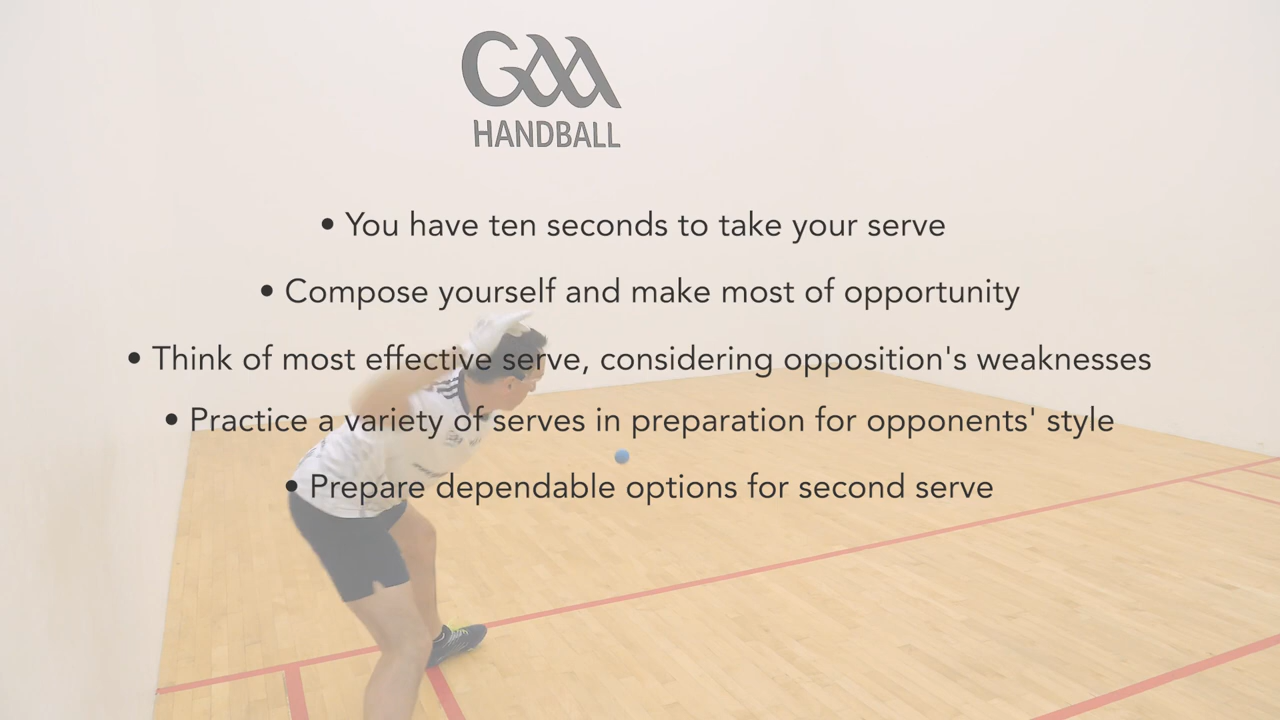 GAA
HANDBALL
• You have ten seconds to take your serve
• Compose yourself and make most of opportunity
• Think of most effective serve, considering opposition's weaknesses
• Practice a variety of serves in preparation for opponents' style
• Prepare dependable options for second serve